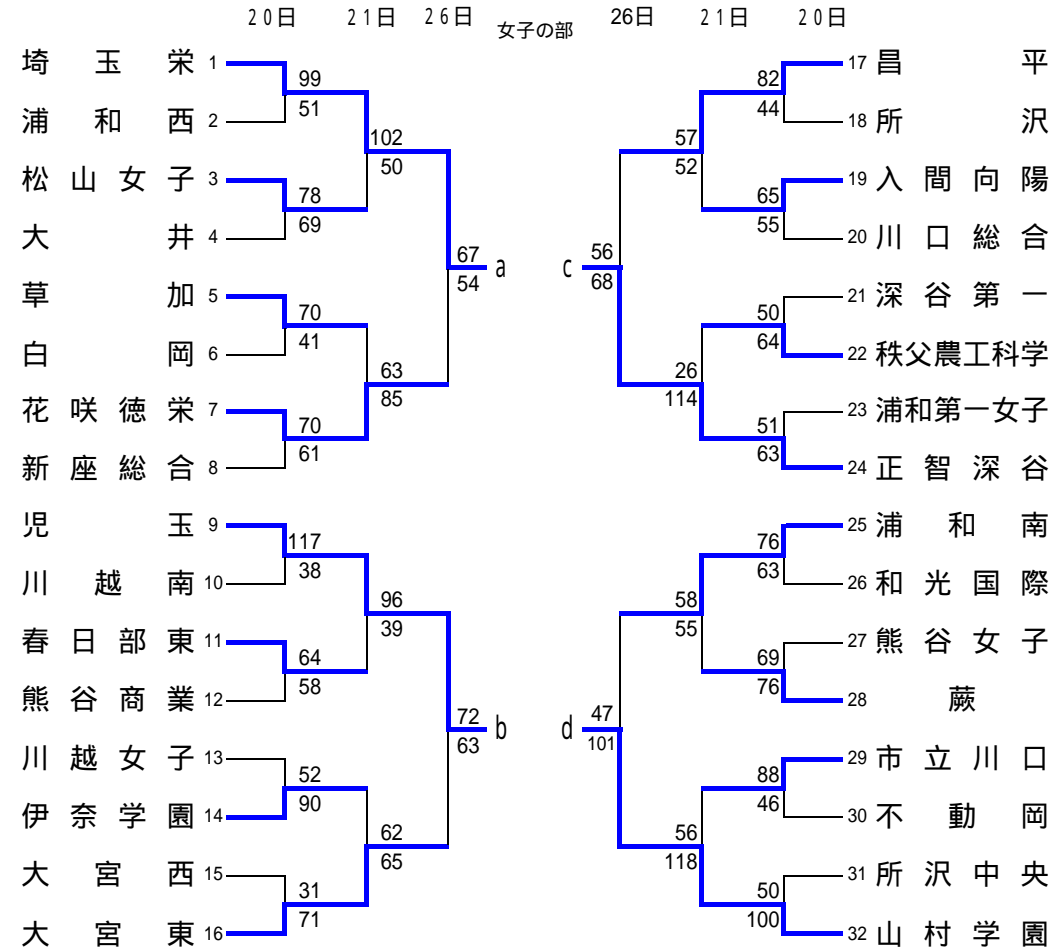 20日 21日 26日 女子の部 26日 21日 20日
埼玉栄 1 17 昌平
99 82
51 44
浦和西 2 18 所沢
102 57
50 52
松山女子 3 19 入間向陽
78 65
69 55
大井 4 20 川口総合
67 a c 56
54 68
草加 5 21 深谷第一
70 50
41 64
白岡 6 22 秩父農工科学
63 26
85 114
花咲徳栄 7 23 浦和第一女子
70 51
61 63
新座総合 8 24 正智深谷
児玉 9 25 浦和南
117 76
38 63
川越南 10 26 和光国際
96 58
39 55
春日部東 11 27 熊谷女子
64 69
58 76
熊谷商業 12 28 蕨
72 b d 47
63 101
川越女子 13 29 市立川口
52 88
90 46
伊奈学園 14 30 不動岡
62 56
65 118
大宮西 15 31 所沢中央
31 50
71 100
大宮東 16 32 山村学園